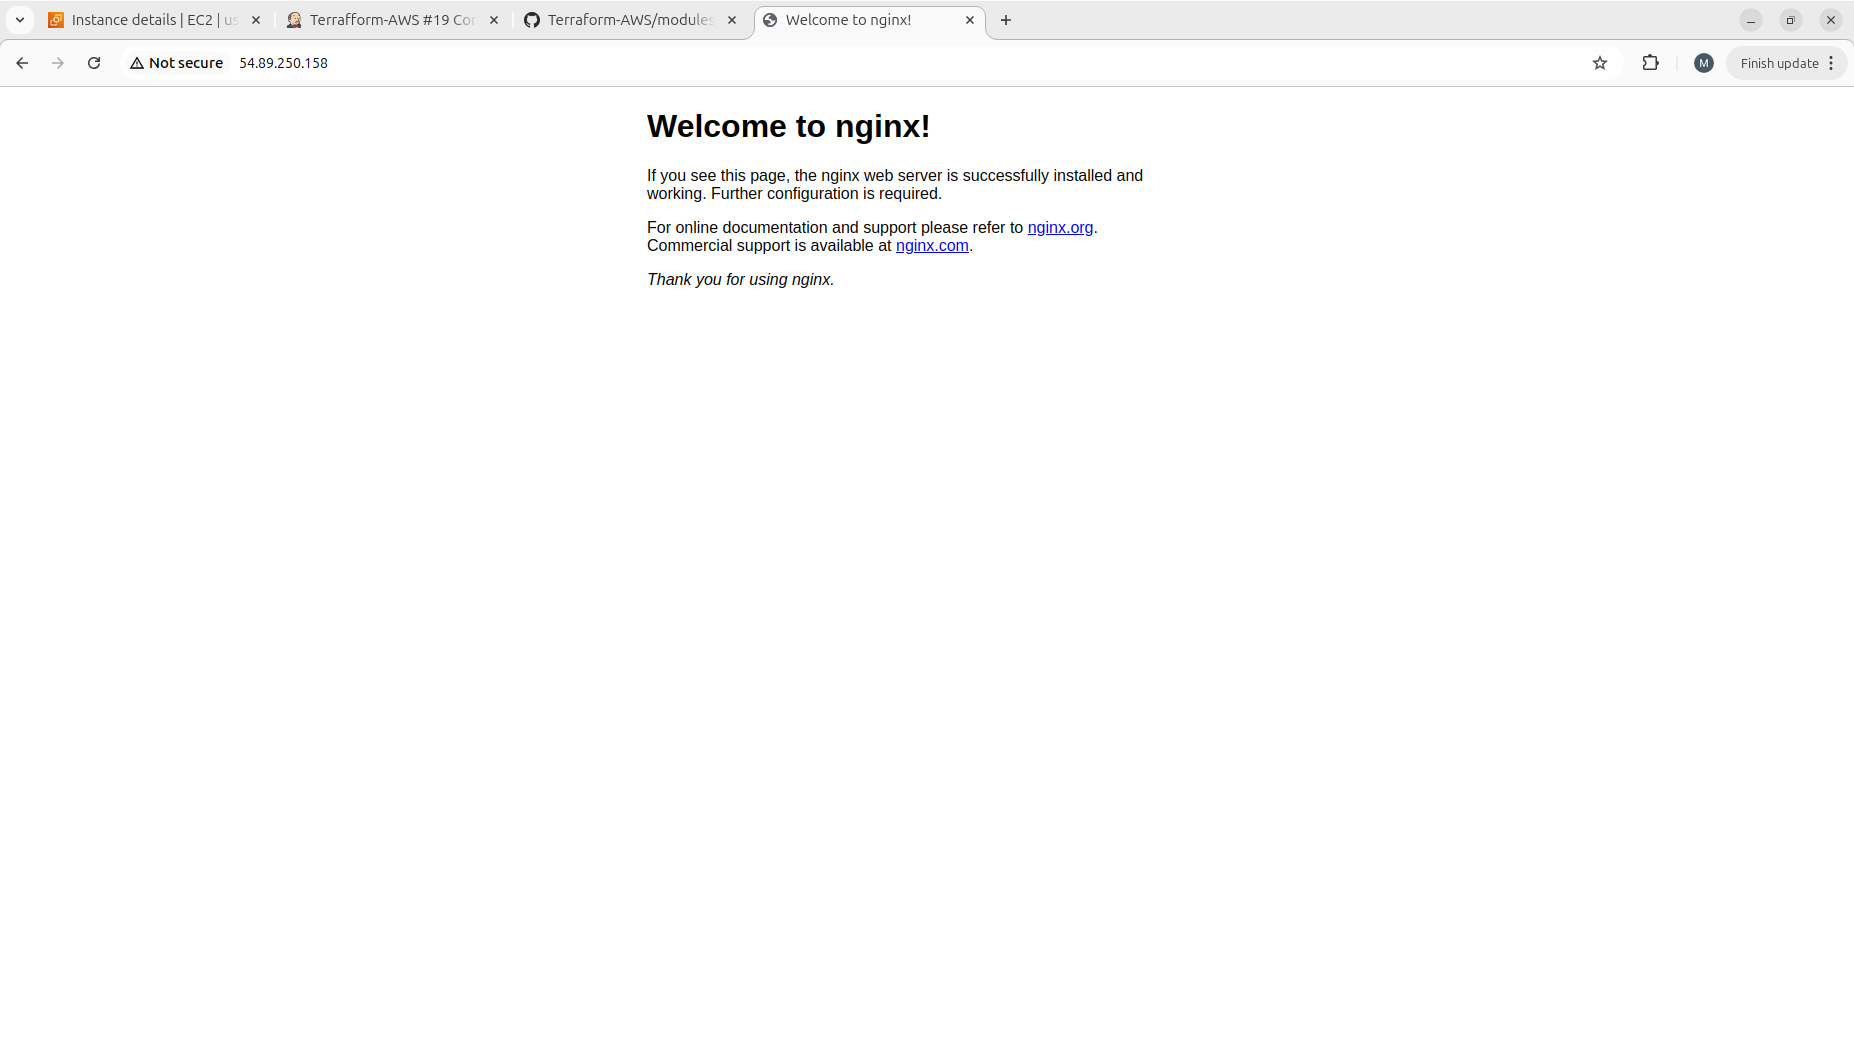 Instance details | EC2 | us
Terrafform-AWS #19 Con
Terraform-AWS/modules
Welcome to nginx!
Not secure
54.89.250.158
M
Finish update
Welcome to nginx!
If you see this page, the nginx web server is successfully installed and
working. Further configuration is required.
For online documentation and support please refer to nginx.org.
Commercial support is available at nginx.com.
Thank you for using nginx.